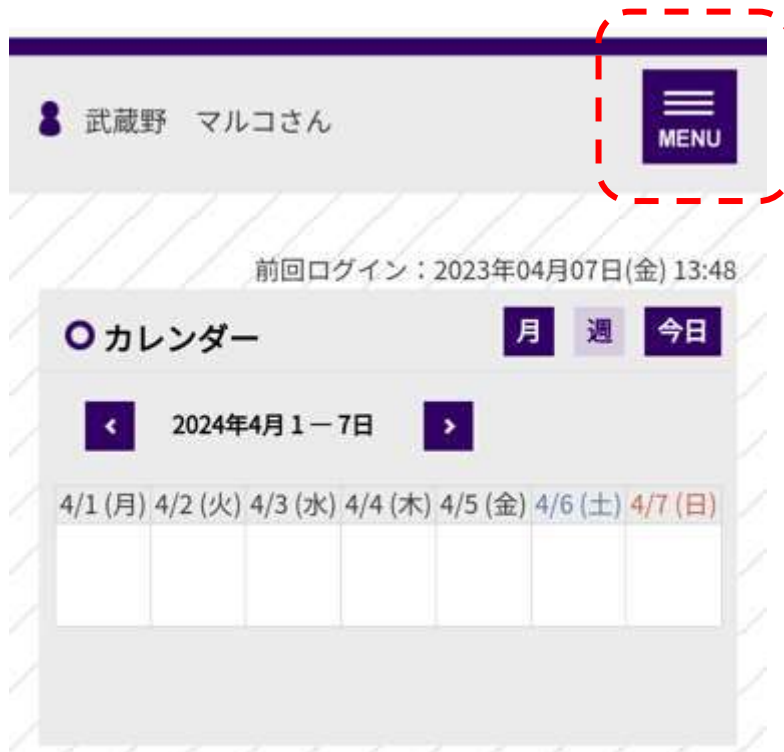 武蔵野　マルコさん
MENU
前回ログイン：2023年04月07日(金) 13:48
カレンダー 月 週 今日
< 2024年4月 1 ー 7日 >
4/1 (月) 4/2 (火) 4/3 (水) 4/4 (木) 4/5 (金) 4/6 (土) 4/7 (日)